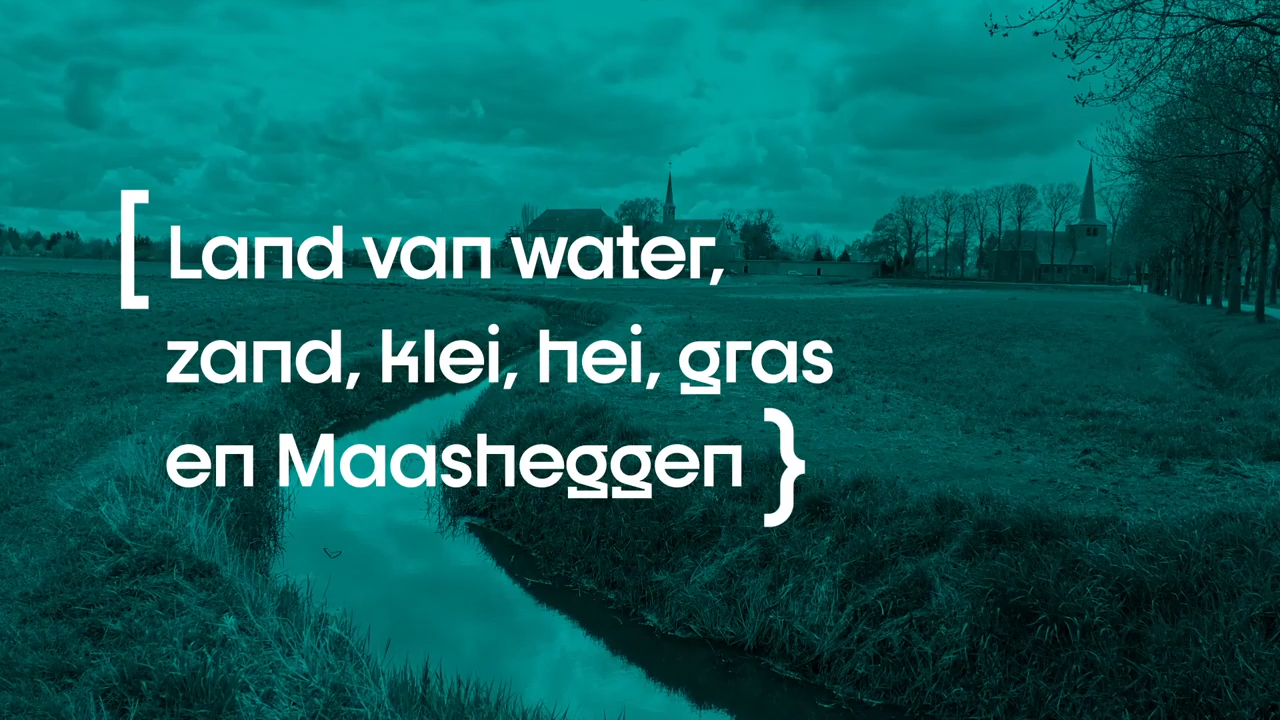 [Land van water,
zand, klei, hei, gras
en Maasheggen}